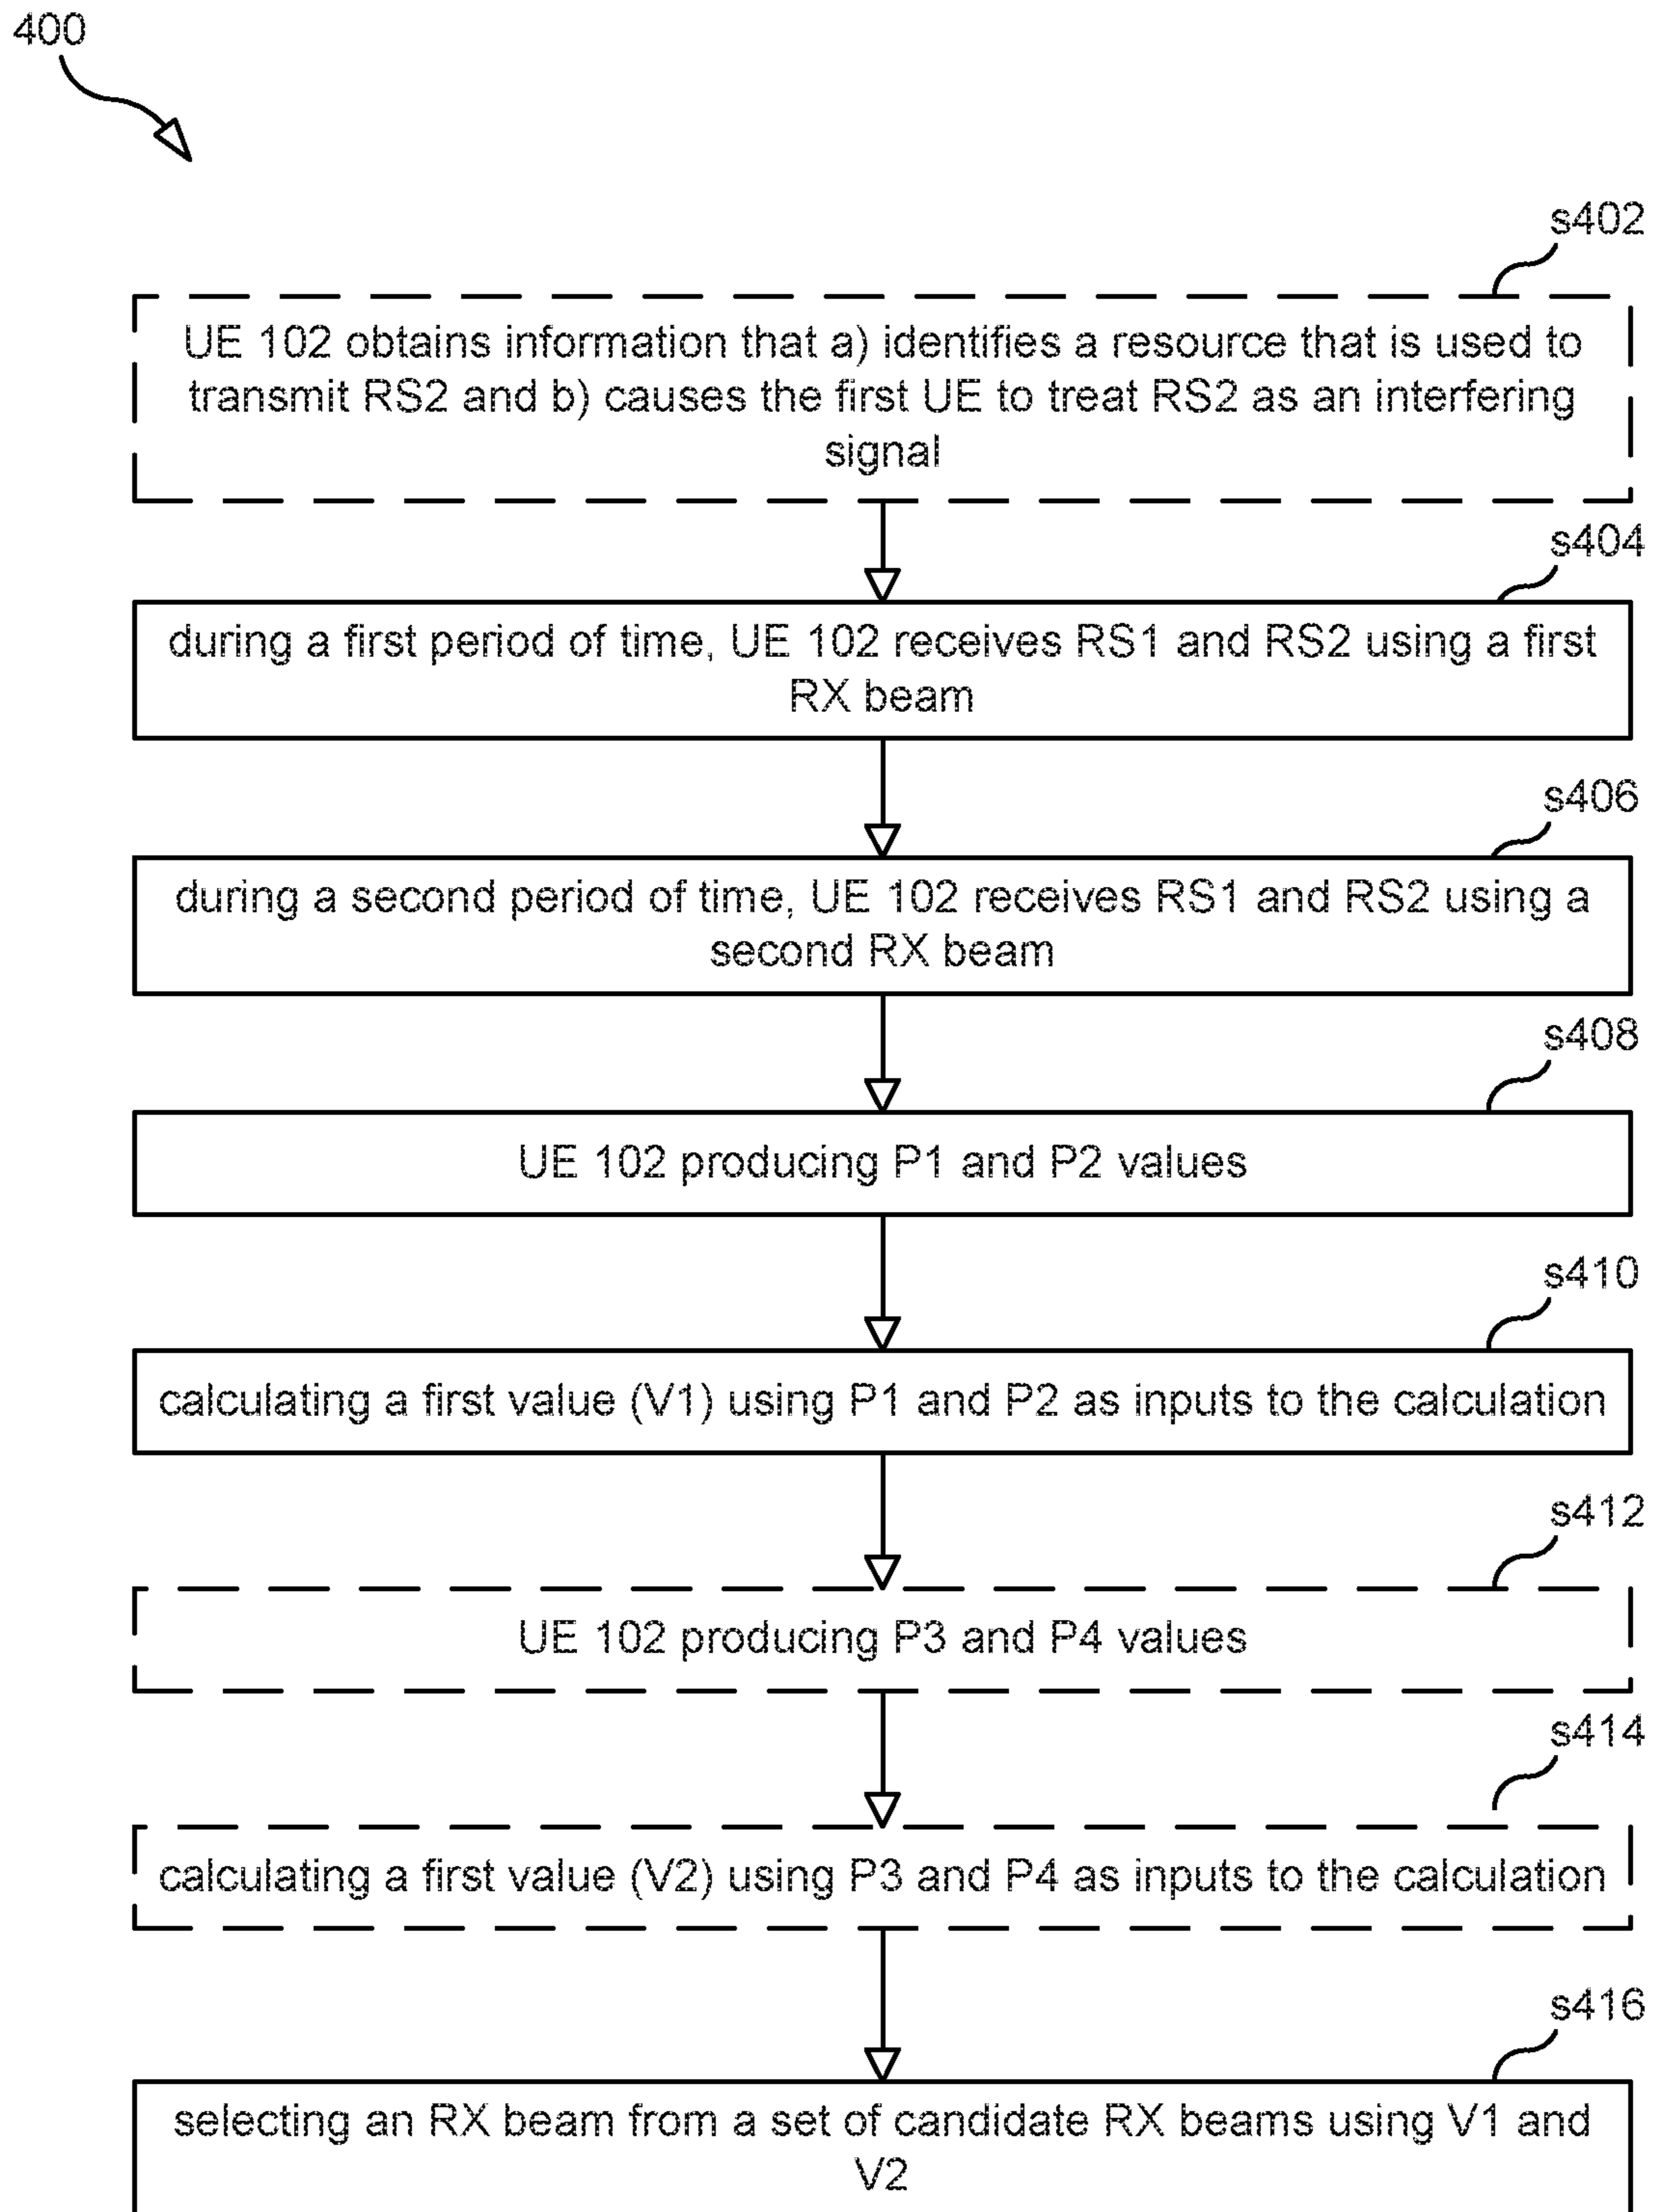 400
s402
UE 102 obtains information that a) identifies a resource that is used to
transmit RS2 and b) causes the first UE to treat RS2 as an interfering
signal
s404
during a first period of time, UE 102 receives RS1 and RS2 using a first
RX beam
s406
during a second period of time, UE 102 receives RS1 and RS2 using a
second RX beam
s408
UE 102 producing P1 and P2 values
s410
calculating a first value (V1) using P1 and P2 as inputs to the calculation
s412
UE 102 producing P3 and P4 values
s414
calculating a first value (V2) using P3 and P4 as inputs to the calculation
s416
selecting an RX beam from a set of candidate RX beams using V1 and
V2